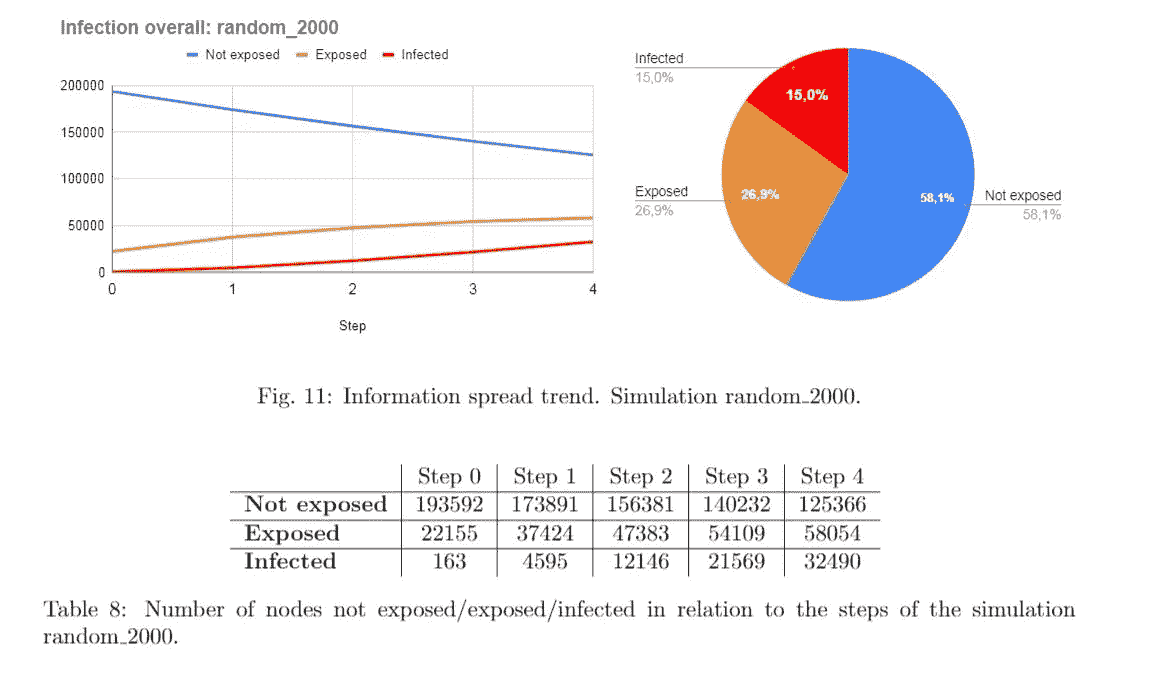 Infection overall: random_2000
Not exposed Exposed Infected
200000
150000
100000
50000
0
0 1 2 3 4
Step
Infected
15,0%
15,0%
Exposed
26,9%
26,9%
58,1%
Not exposed
58,1%
Fig. 11: Information spread trend. Simulation random_2000.
Step 0 Step 1 Step 2 Step 3 Step 4
Not exposed 193592 173891 156381 140232 125366
Exposed 22155 37424 47383 54109 58054
Infected 163 4595 12146 21569 32490
Table 8: Number of nodes not exposed/exposed/infected in relation to the steps of the simulation
random_2000.